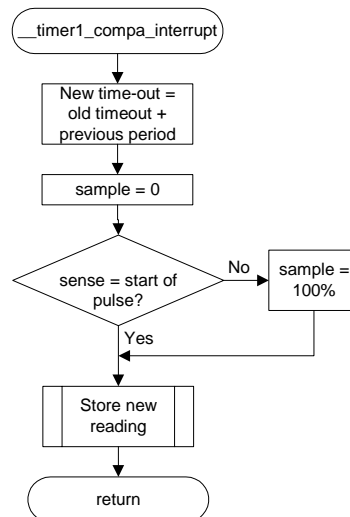 __timer1_compa_interrupt
New time-out =
old timeout +
previous period
sample = 0
sense = start of
pulse?
No
sample =
100%
Yes
Store new
reading
return